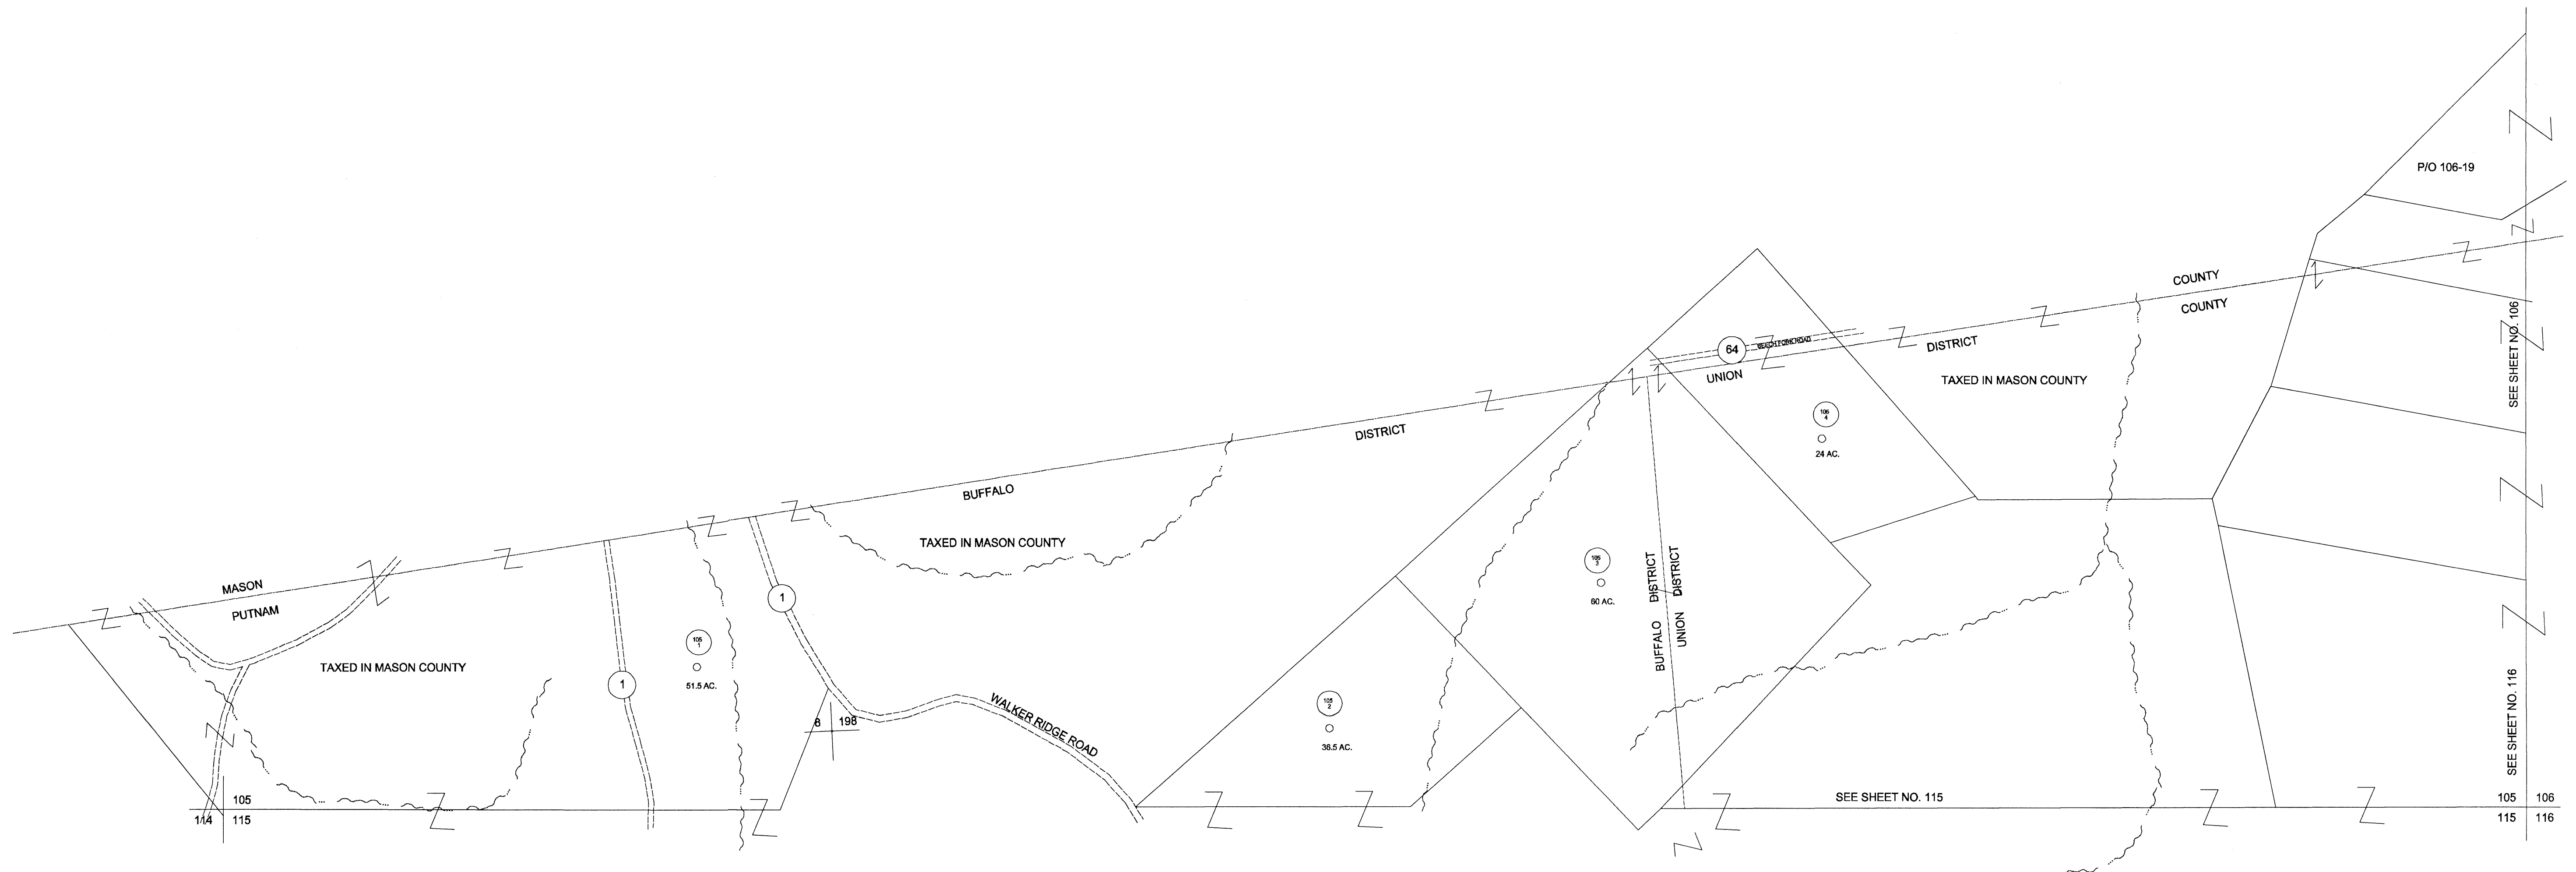 P/O 106-19
COUNTY
COUNTY
SEE SHEET NO. 106
64
DISTRICT
UNION
TAXED IN MASON COUNTY
106
4
24 AC.
DISTRICT
BUFFALO
TAXED IN MASON COUNTY
105
3
60 AC.
BUFFALO DISTRICT
UNION DISTRICT
MASON
PUTNAM
1
TAXED IN MASON COUNTY
105
1
51.5 AC.
1
8 198
WALKER RIDGE ROAD
105
2
36.5 AC.
SEE SHEET NO. 116
105
114 115
SEE SHEET NO. 115
105 106
115 116